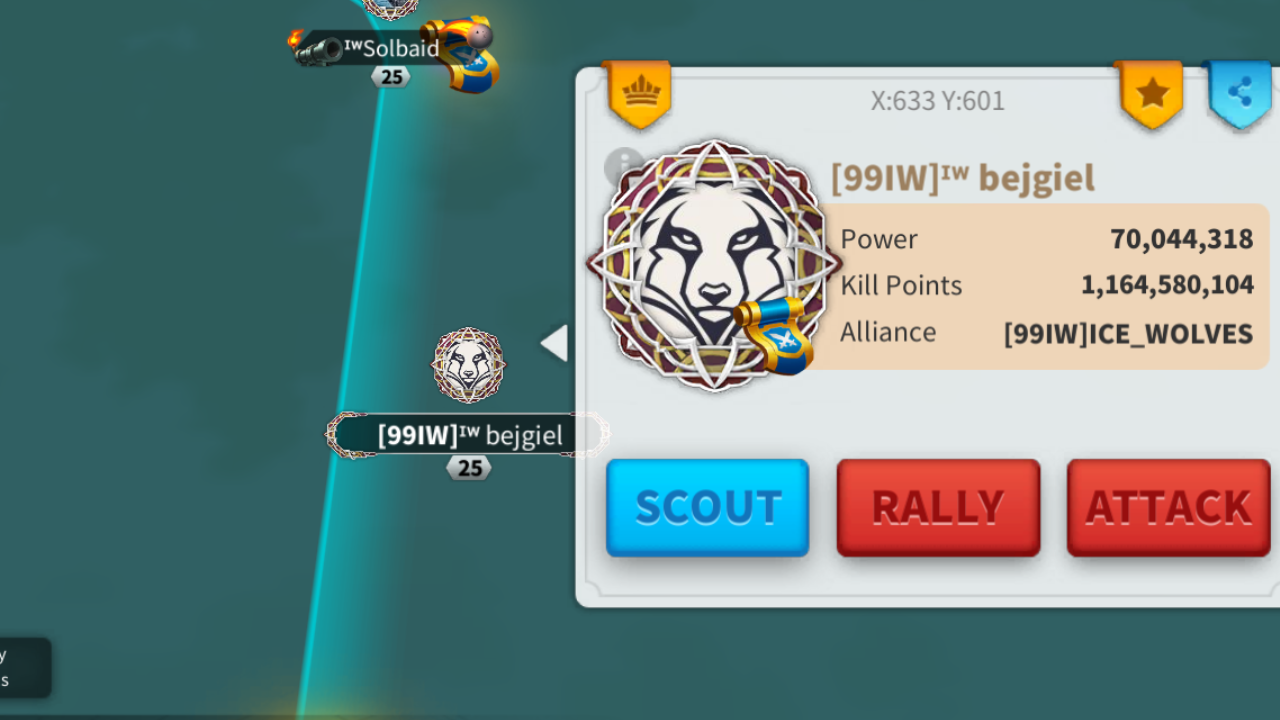 ᴵᵂSolbaid
25
X:633 Y:601
[99IW]ᴵᵂ bejgiel
Power 70,044,318
Kill Points 1,164,580,104
Alliance [99IW]ICE_WOLVES
[99IW]ᴵᵂ bejgiel
25
SCOUT RALLY ATTACK
y
s